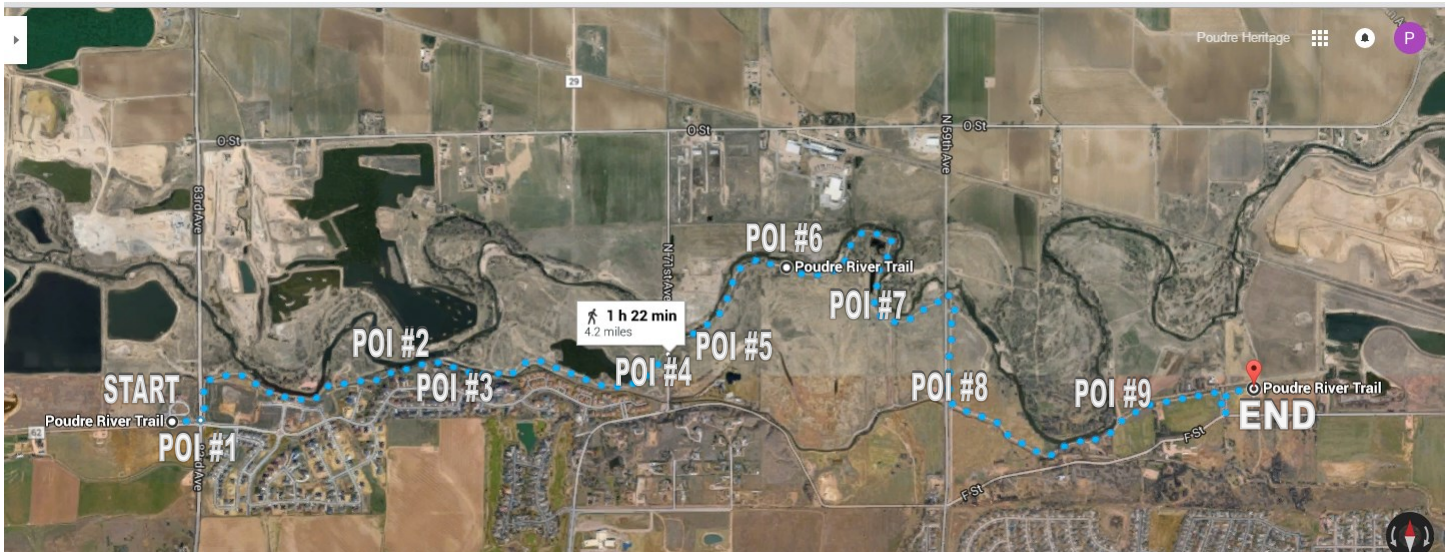 Poudre Heritage
P
29
O St
O St
O St
N 59th Ave
83rd Ave
N 71st Ave
POI #6
Poudre River Trail
POI #7
1 h 22 min
4.2 miles
POI #2
POI #5
POI #4
POI #3
START
POI #8
POI #9
Poudre River Trail
END
Poudre River Trail
62
POI #1
F St
F St